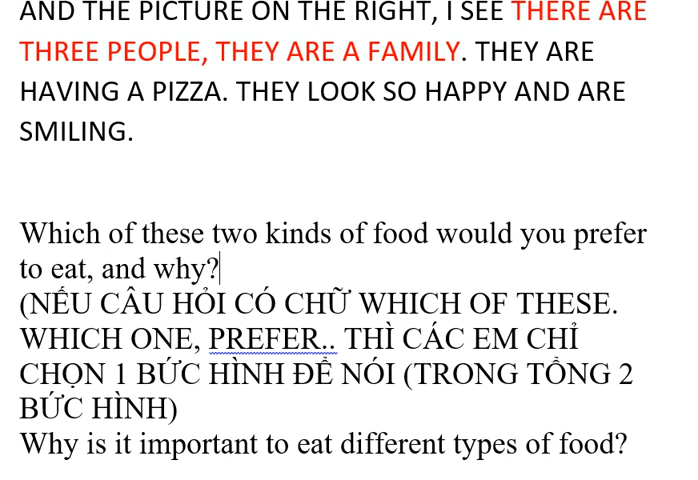 AND THE PICTURE ON THE RIGHT, I SEE THERE ARE
THREE PEOPLE, THEY ARE A FAMILY. THEY ARE
HAVING A PIZZA. THEY LOOK SO HAPPY AND ARE
SMILING.
Which of these two kinds of food would you prefer
to eat, and why?
(NẾU CÂU HỎI CÓ CHỮ WHICH OF THESE.
WHICH ONE, PREFER.. THÌ CÁC EM CHỈ
CHỌN 1 BỨC HÌNH ĐỂ NÓI (TRONG TỔNG 2
BỨC HÌNH)
Why is it important to eat different types of food?